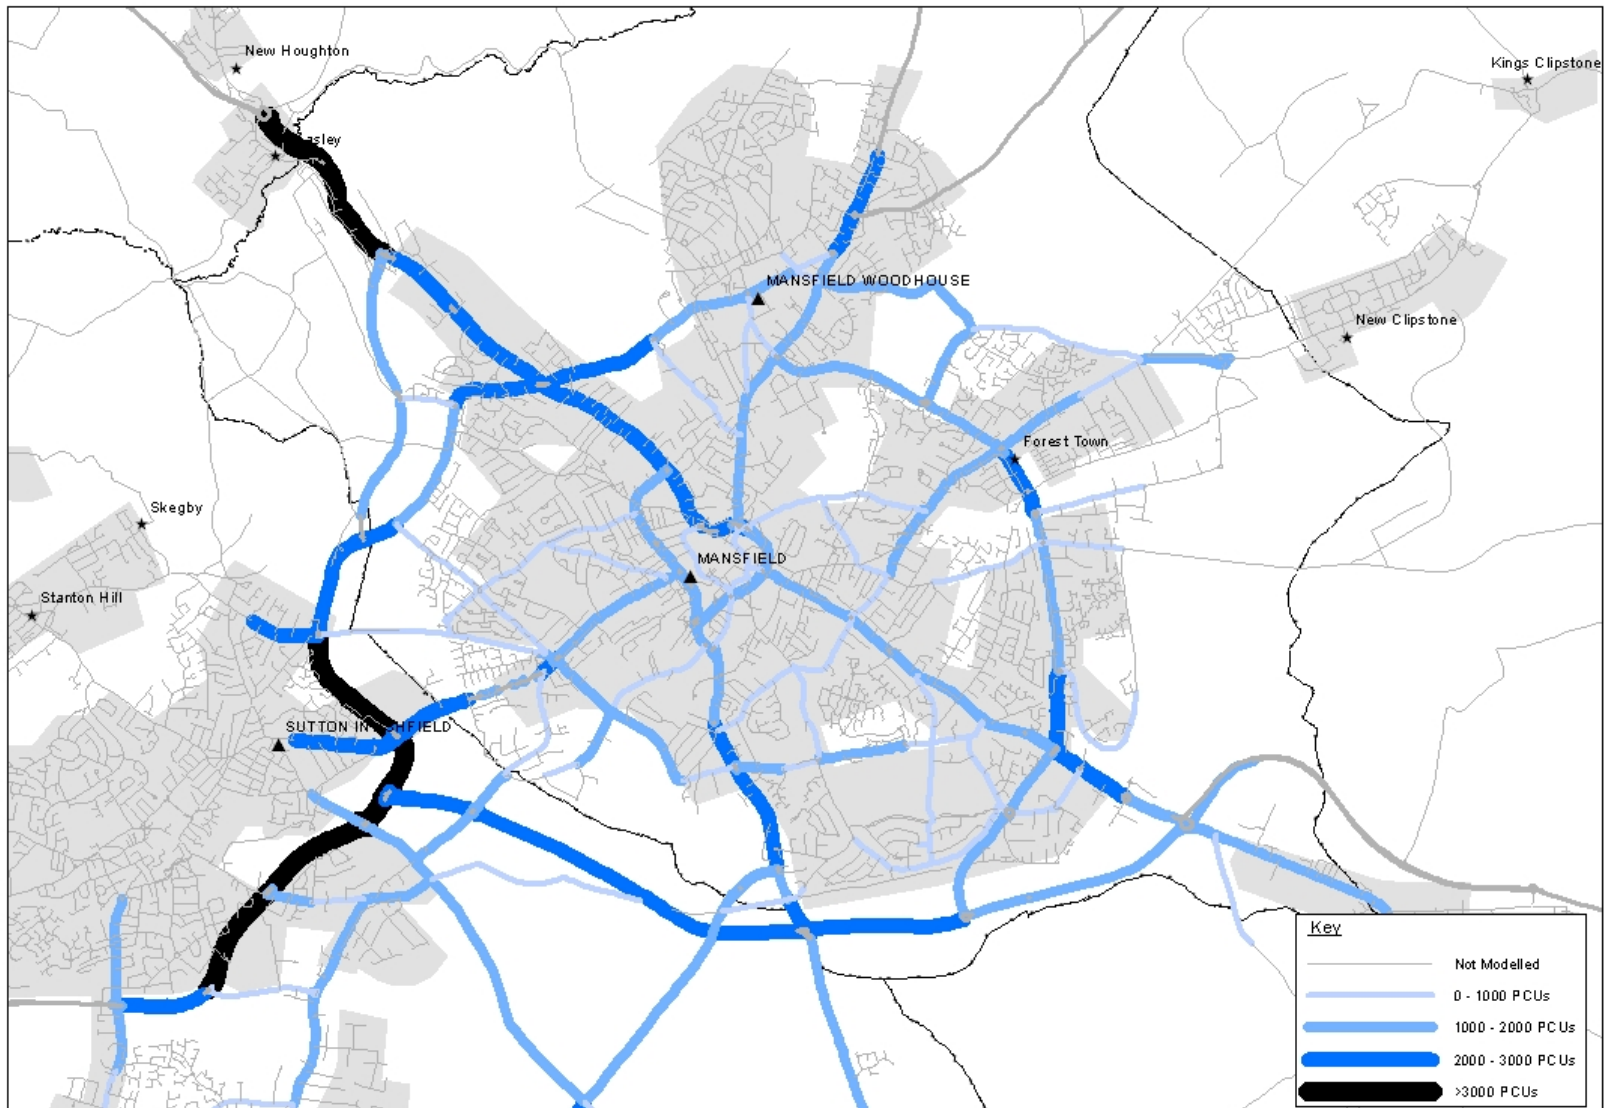 New Houghton
Kings Clipstone
MANSFIELD WOODHOUSE
New Clipstone
Forest Town
Skegby
MANSFIELD
Stanton Hill
SUTTON IN
Key
Not Modelled
0 - 1000 PCUs
1000 - 2000 PCUs
2000 - 3000 PCUs
>3000 PCUs